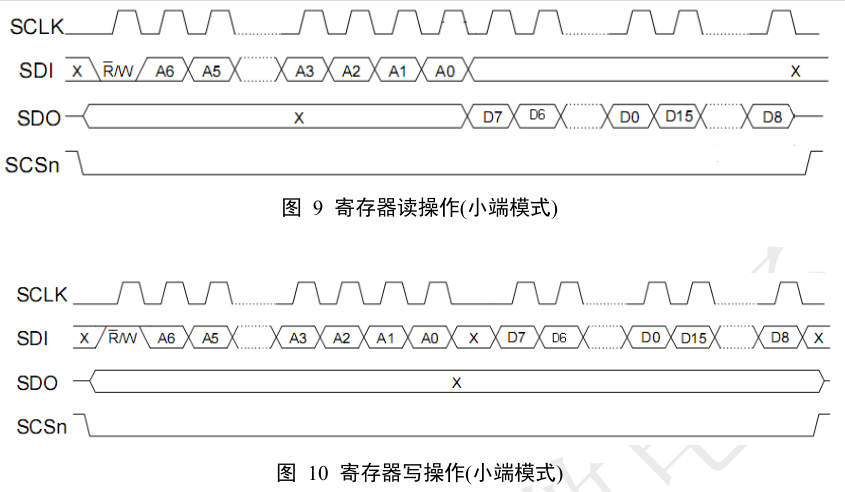 SCLK
SDI X R̅/W A6 A5 A3 A2 A1 A0 X
SDO X D7 D6 D0 D15 D8
SCSn
图 9 寄存器读操作(小端模式)
SCLK
SDI X R̅/W A6 A5 A3 A2 A1 A0 X D7 D6 D0 D15 D8 X
SDO X
SCSn
图 10 寄存器写操作(小端模式)